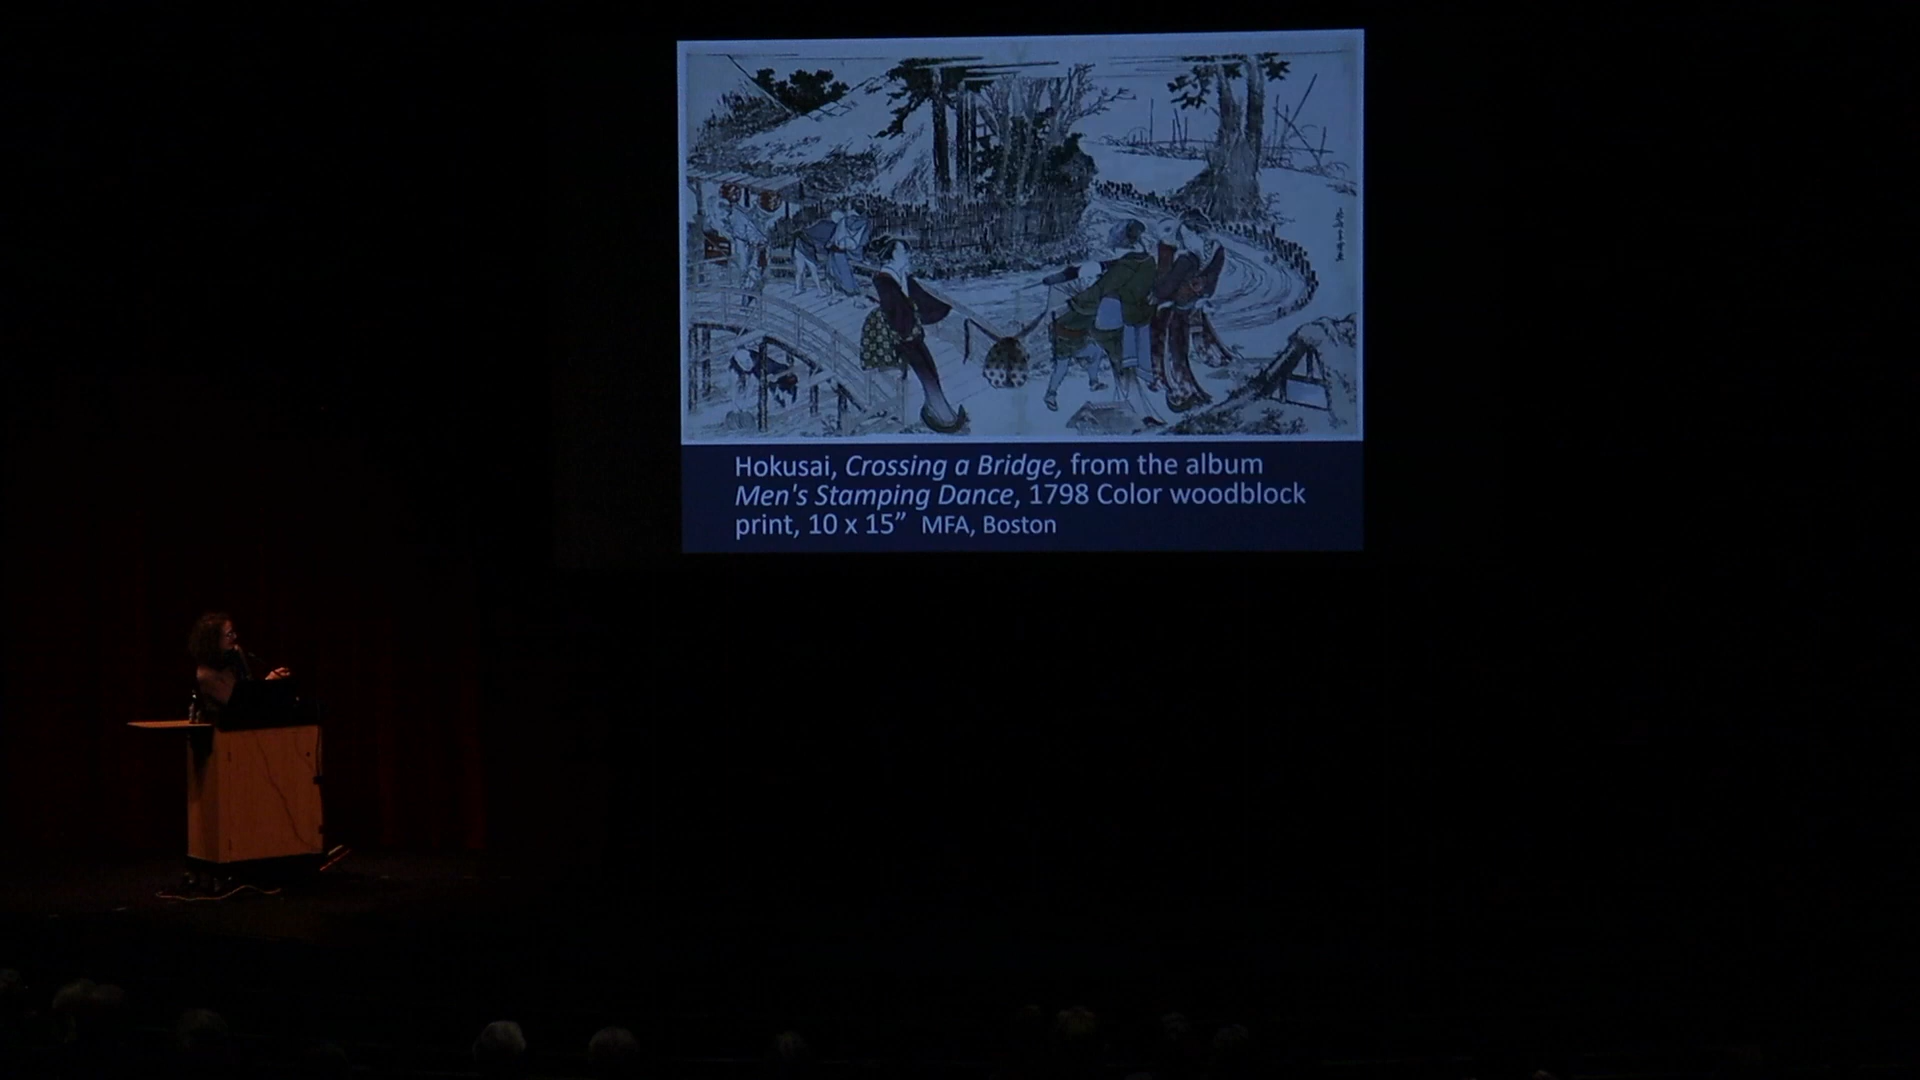 Hokusai, Crossing a Bridge, from the album
Men's Stamping Dance, 1798 Color woodblock
print, 10 x 15” MFA, Boston